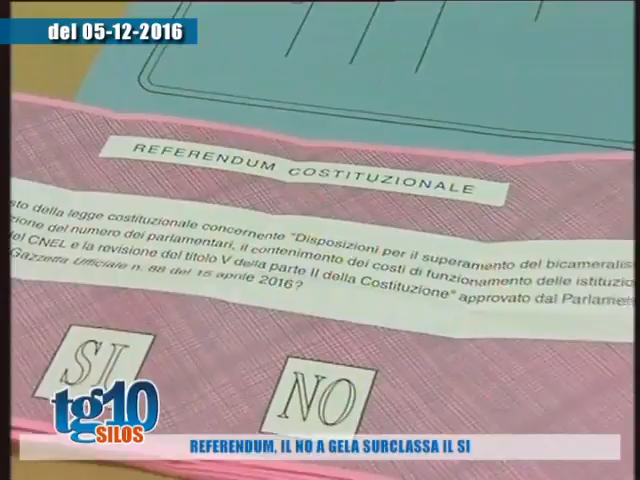 del 05-12-2016
REFERENDUM COSTITUZIONALE
sto della legge costituzionale concernente "Disposizioni per il superamento del bicameralis
zione del numero dei parlamentari, il contenimento dei costi di funzionamento delle istituzio
del CNEL e la revisione del titolo V della parte II della Costituzione" approvato dal Parlamen
Gazzetta Ufficiale n. 88 del 15 aprile 2016?
SI
NO
tg10
SILOS
REFERENDUM, IL NO A GELA SURCLASSA IL SI